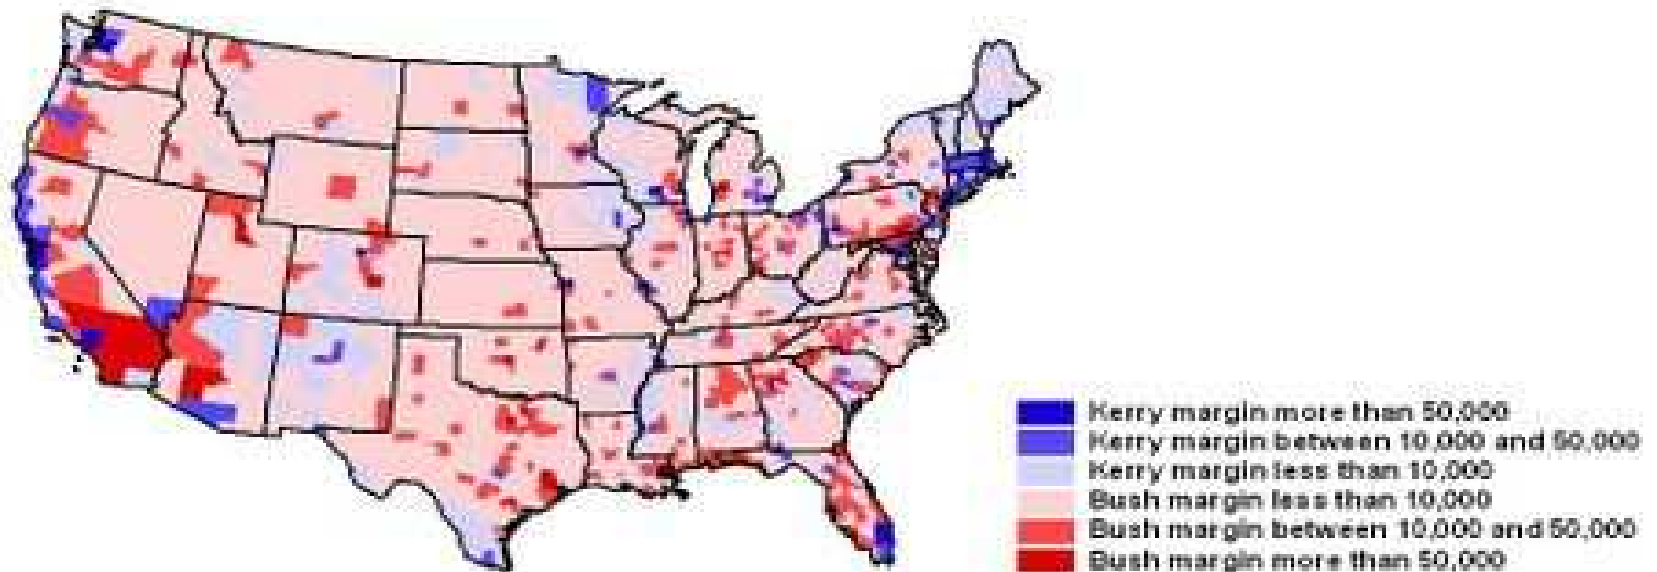 Kerry margin more than 50,000
Kerry margin between 10,000 and 50,000
Kerry margin less than 10,000
Bush margin less than 10,000
Bush margin between 10,000 and 50,000
Bush margin more than 50,000